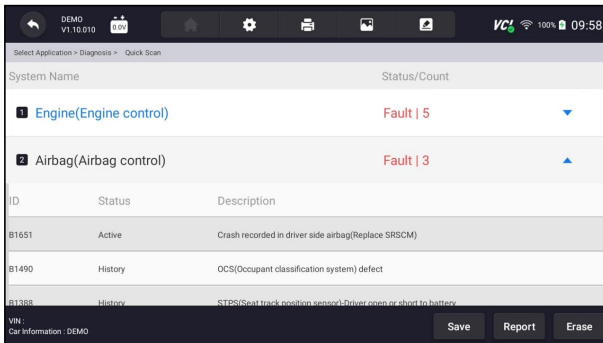 DEMO
V1.10.010
0.0V
VCI
100%
09:58
Select Application > Diagnosis > Quick Scan
System Name Status/Count
1 Engine(Engine control) Fault | 5
2 Airbag(Airbag control) Fault | 3
ID Status Description
B1651 Active Crash recorded in driver side airbag(Replace SRSCM)
B1490 History OCS(Occupant classification system) defect
B1388 History STPS(Seat track position sensor)-Driver open or short to battery
VIN :
Car Information : DEMO
Save Report Erase